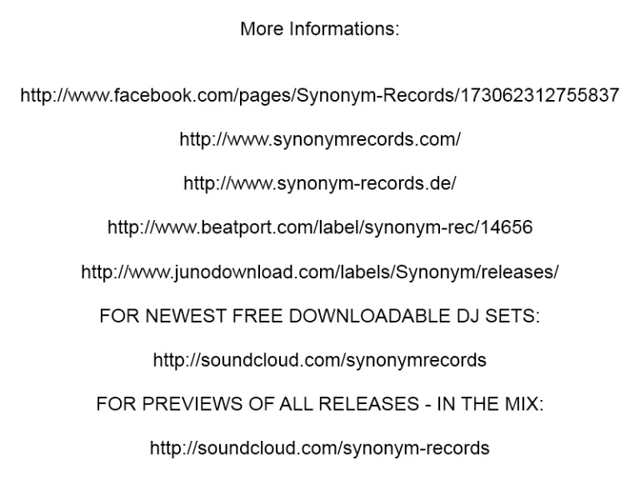 More Informations:
http://www.facebook.com/pages/Synonym-Records/173062312755837
http://www.synonymrecords.com/
http://www.synonym-records.de/
http://www.beatport.com/label/synonym-rec/14656
http://www.junodownload.com/labels/Synonym/releases/
FOR NEWEST FREE DOWNLOADABLE DJ SETS:
http://soundcloud.com/synonymrecords
FOR PREVIEWS OF ALL RELEASES - IN THE MIX:
http://soundcloud.com/synonym-records